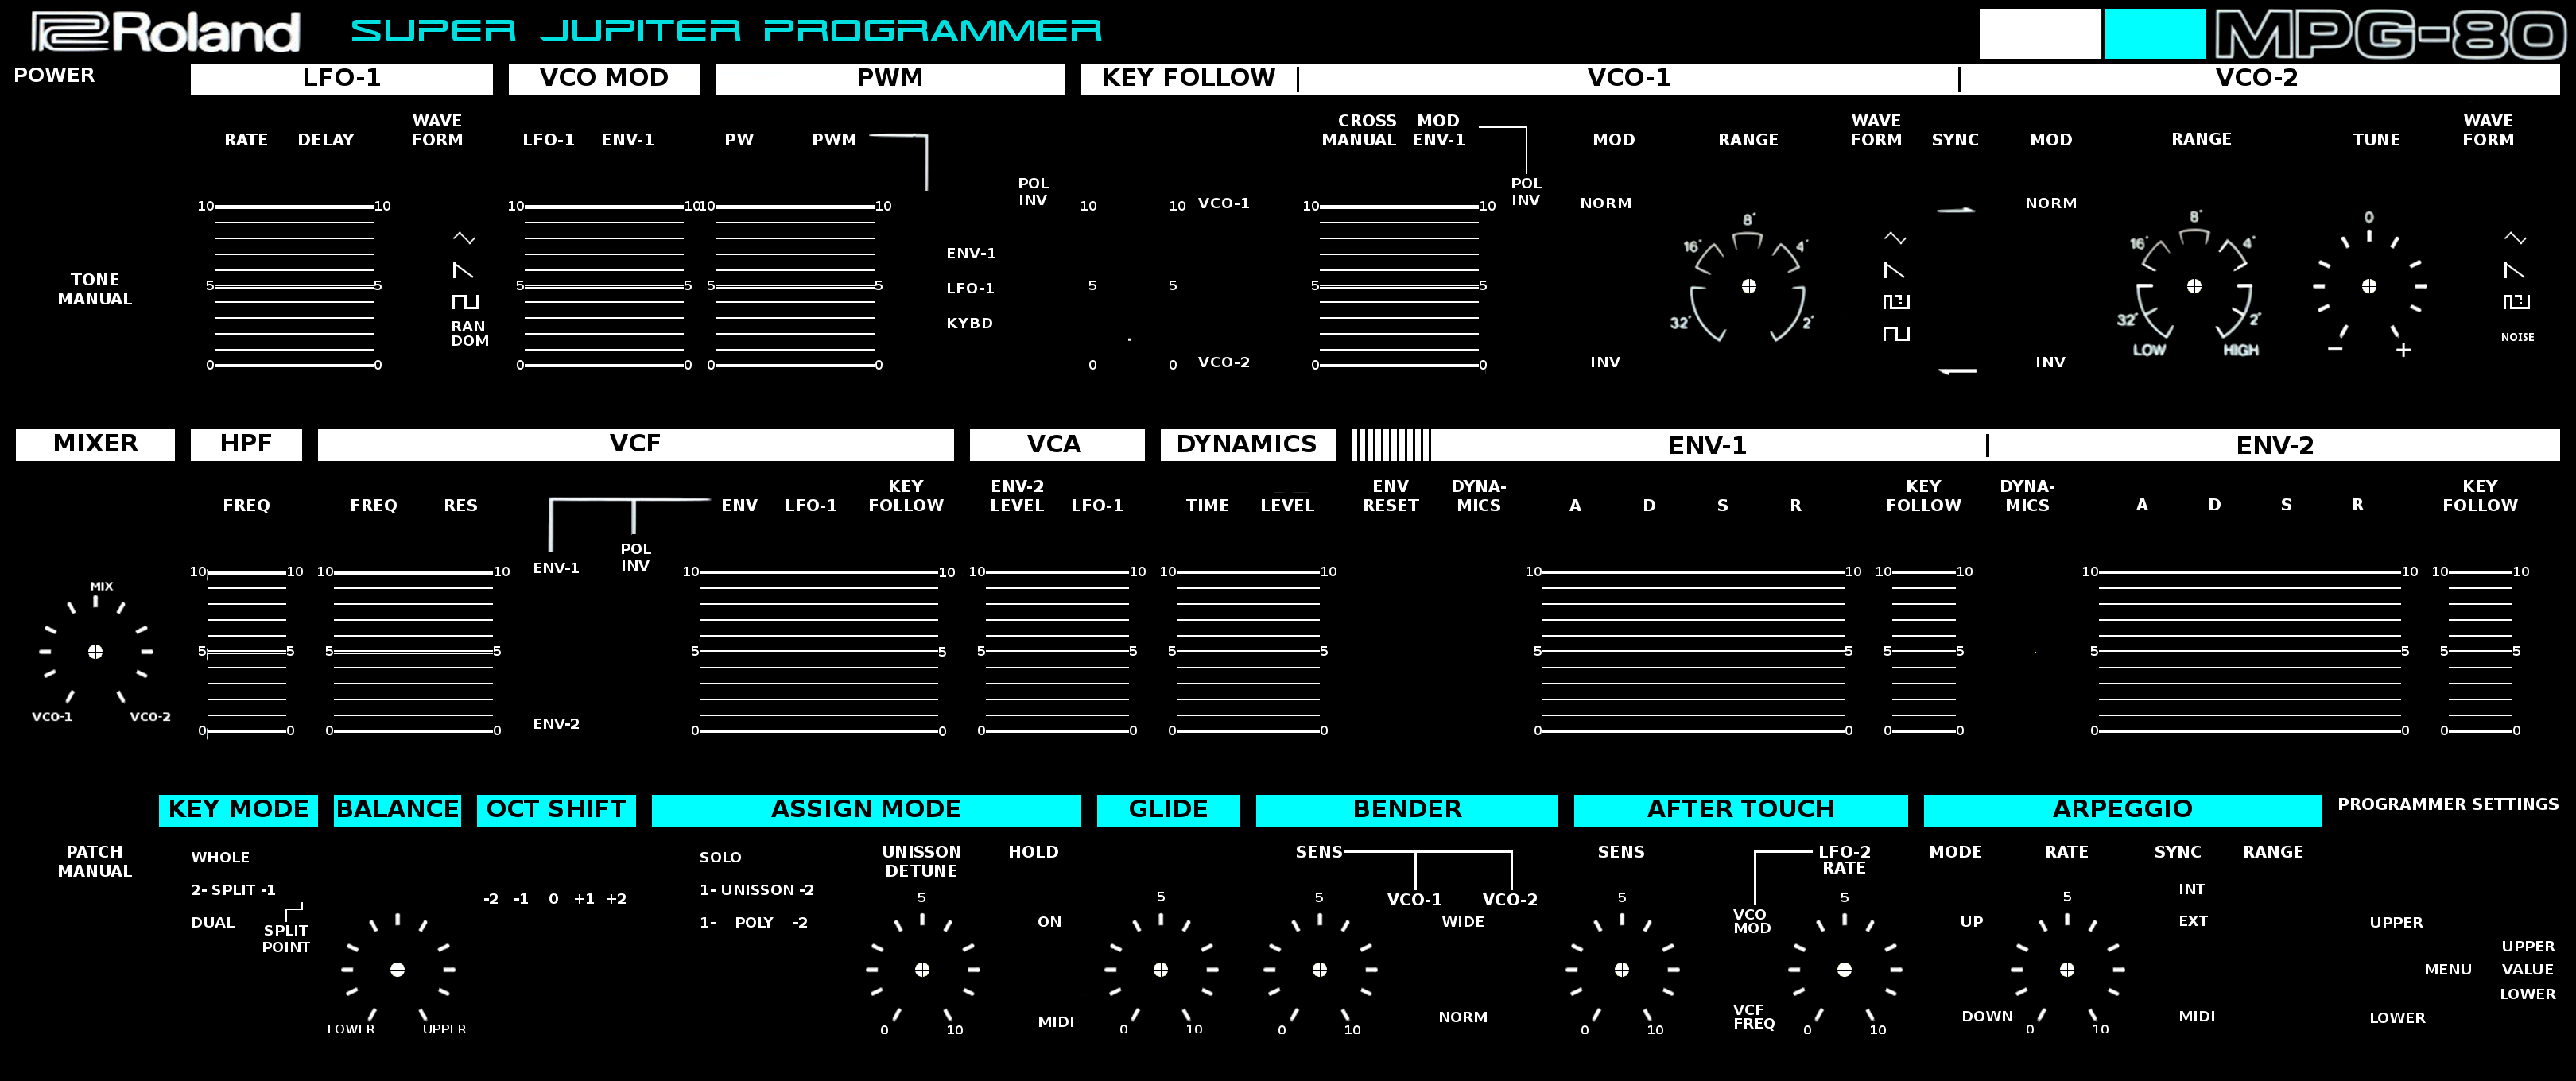 Roland SUPER JUPITER PROGRAMMER MPG-80
POWER LFO-1 VCO MOD PWM KEY FOLLOW VCO-1 VCO-2
WAVE CROSS MOD WAVE WAVE
RATE DELAY FORM LFO-1 ENV-1 PW PWM MANUAL ENV-1 MOD RANGE FORM SYNC MOD RANGE TUNE FORM
POL POL
INV INV
10 10 10 10 10 10 10 VCO-1 10 10 NORM NORM
8' 8' 0
16' 4' 16' 4'
ENV-1
TONE 5 5 5 5 5 5 5 5 5 5
MANUAL LFO-1
32' 2' 32' 2'
RAN KYBD
DOM NOISE
LOW HIGH − +
0 0 0 0 0 0 0 0 VCO-2 0 0 INV INV
MIXER HPF VCF VCA DYNAMICS ENV-1 ENV-2
KEY ENV-2 ENV DYNA- KEY DYNA- KEY
FREQ FREQ RES ENV LFO-1 FOLLOW LEVEL LFO-1 TIME LEVEL RESET MICS A D S R FOLLOW MICS A D S R FOLLOW
POL
INV
10 10 10 10 ENV-1 10 10 10 10 10 10 10 10 10 10 10 10 10 10
MIX
5 5 5 5 5 5 5 5 5 5 5 5 5 5 5 5 5 5
VCO-1 VCO-2 ENV-2
0 0 0 0 0 0 0 0 0 0 0 0 0 0 0 0 0 0
KEY MODE BALANCE OCT SHIFT ASSIGN MODE GLIDE BENDER AFTER TOUCH ARPEGGIO PROGRAMMER SETTINGS
PATCH WHOLE SOLO UNISSON HOLD SENS SENS LFO-2 MODE RATE SYNC RANGE
MANUAL DETUNE RATE
2- SPLIT -1 1- UNISSON -2 INT
-2 -1 0 +1 +2 5 5 5 VCO-1 VCO-2 5 5 5
DUAL 1- POLY -2 ON WIDE VCO UP EXT UPPER
MOD
SPLIT
POINT
UPPER
MENU VALUE
LOWER
MIDI NORM VCF DOWN MIDI LOWER
FREQ
LOWER UPPER 0 10 0 10 0 10 0 10 0 10 0 10